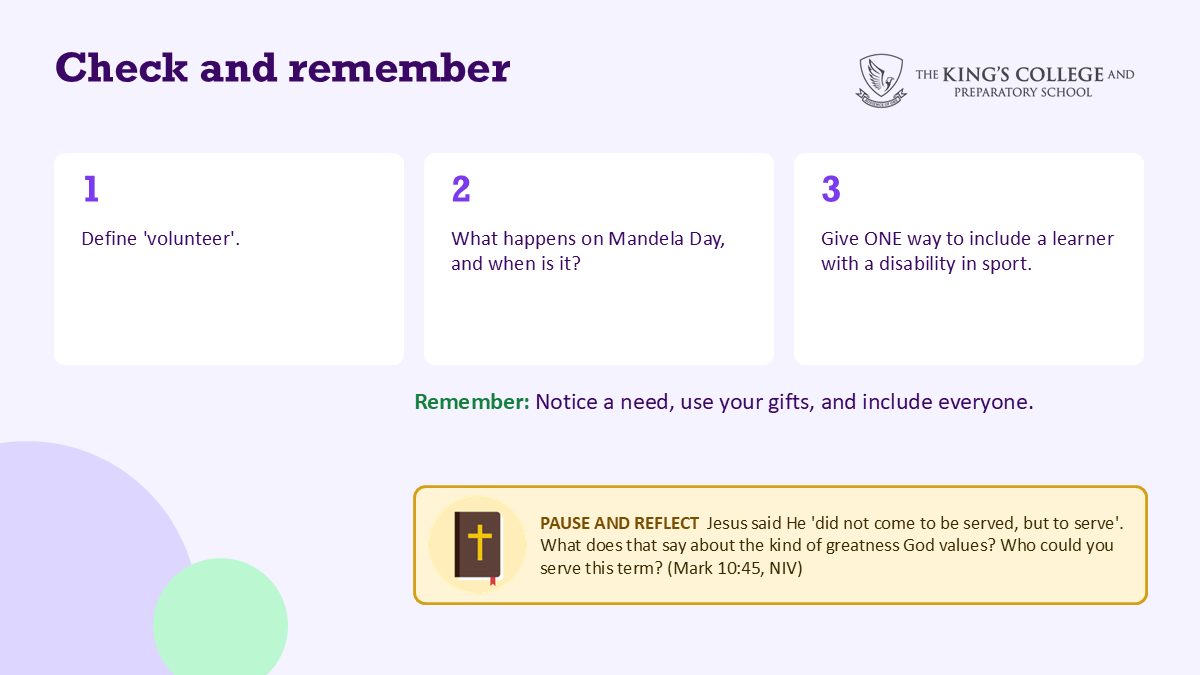 Check and remember
THE KING'S COLLEGE AND
PREPARATORY SCHOOL
1
Define 'volunteer'.
2
What happens on Mandela Day,
and when is it?
3
Give ONE way to include a learner
with a disability in sport.
Remember: Notice a need, use your gifts, and include everyone.
PAUSE AND REFLECT Jesus said He 'did not come to be served, but to serve'.
What does that say about the kind of greatness God values? Who could you
serve this term? (Mark 10:45, NIV)